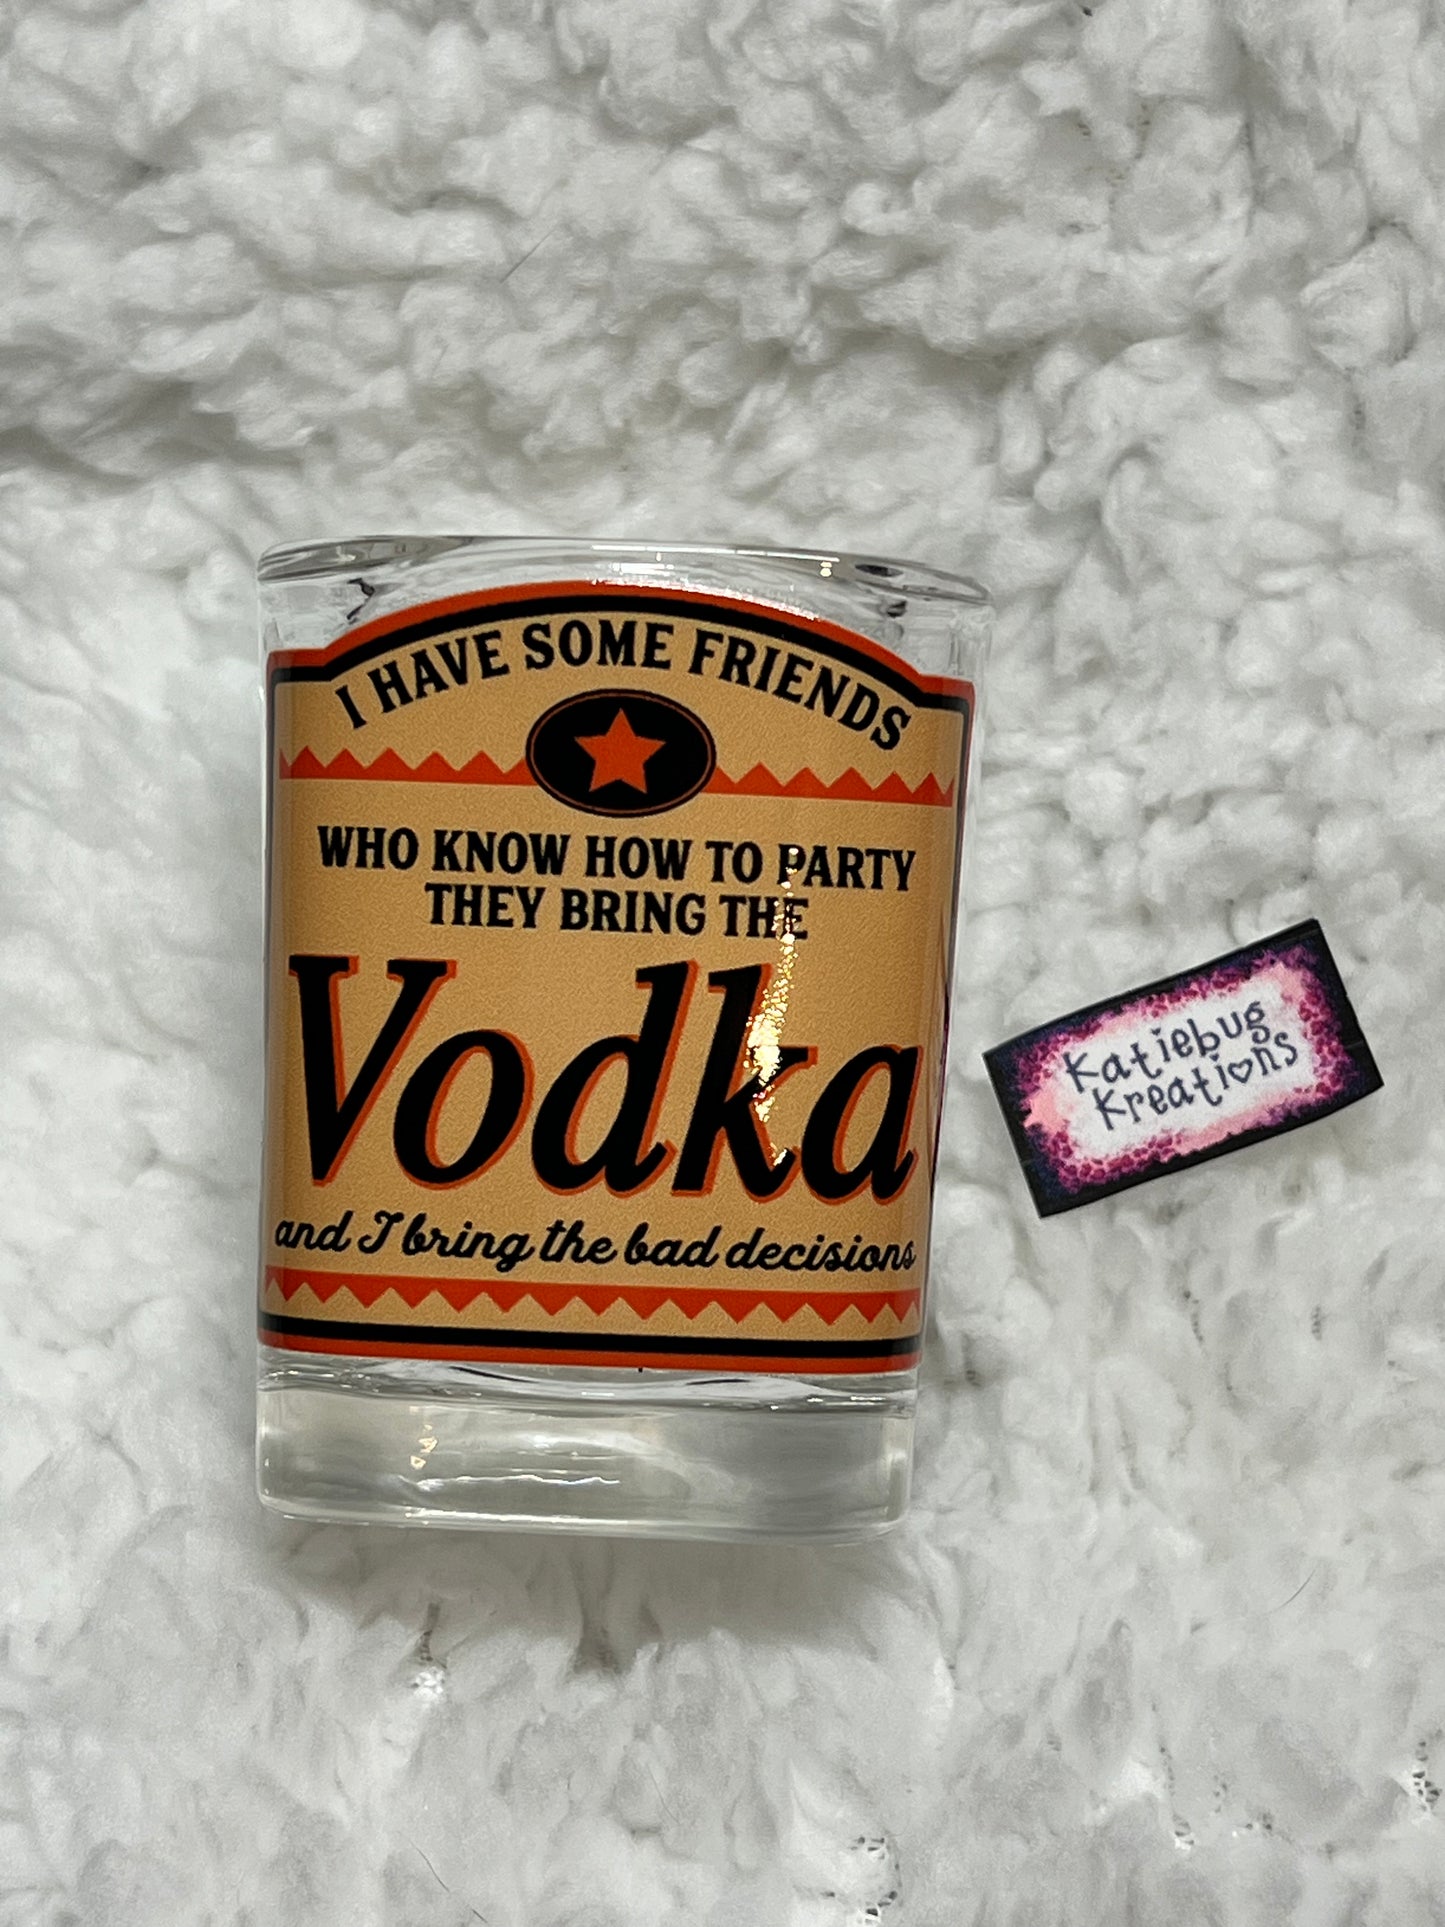 I HAVE SOME FRIENDS
WHO KNOW HOW TO PARTY
THEY BRING THE
Vodka
and I bring the bad decisions
Katiebug
Kreations